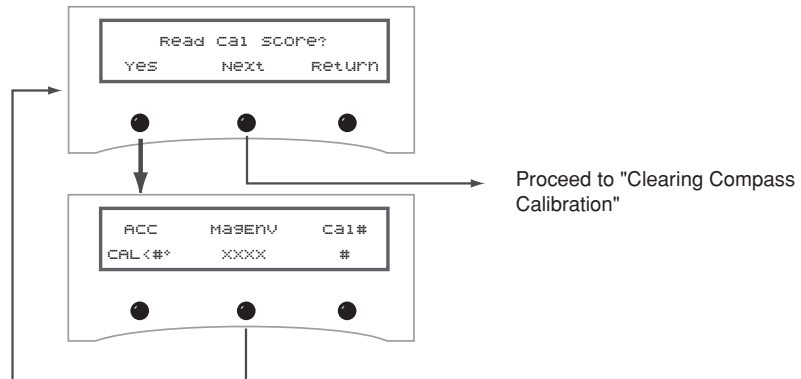 Read Cal score?
Yes Next Return
Proceed to "Clearing Compass
Calibration"
ACC MagEnv Cal#
CAL<#° XXXX #